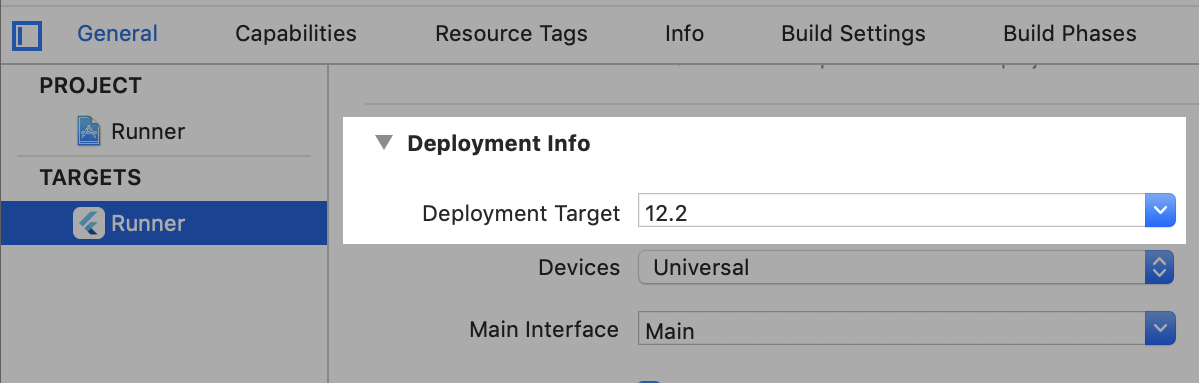 General Capabilities Resource Tags Info Build Settings Build Phases
PROJECT
Runner
TARGETS
Runner
Deployment Info
Deployment Target 12.2
Devices Universal
Main Interface Main